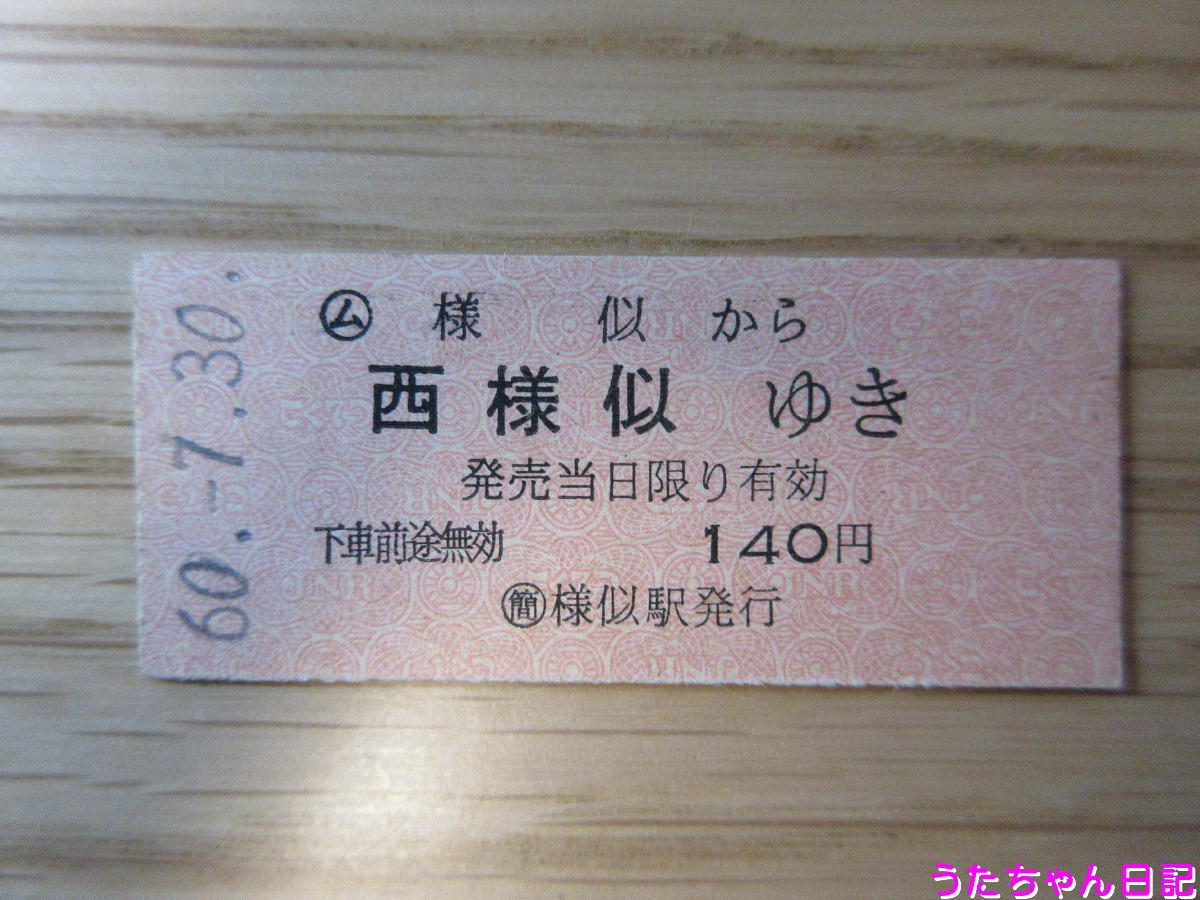 60.-7.30.
㋰ 様 似 から
西様似 ゆき
発売当日限り有効
下車前途無効 140円
㊢様似駅発行
うたちゃん日記